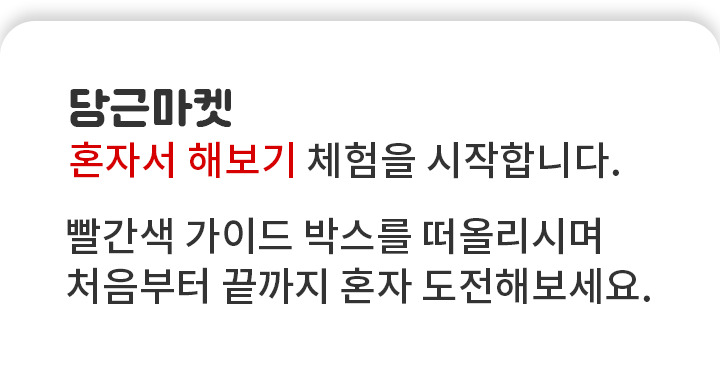 당근마켓
혼자서 해보기 체험을 시작합니다.
빨간색 가이드 박스를 떠올리시며
처음부터 끝까지 혼자 도전해보세요.